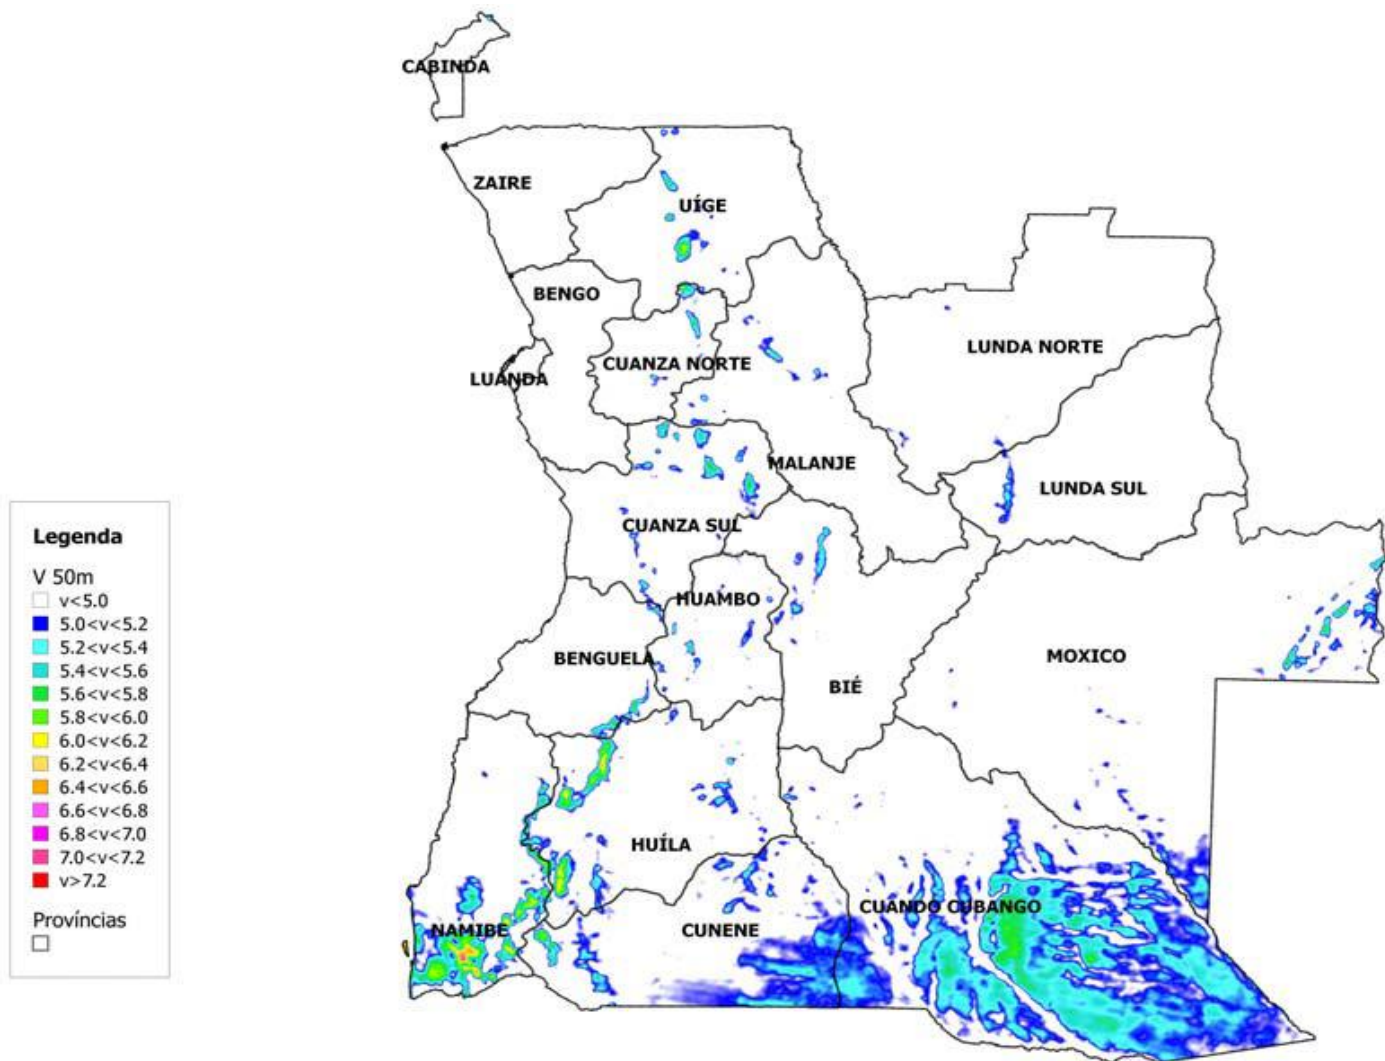 CABINDA
ZAIRE
UÍGE
BENGO
LUNDA NORTE
CUANZA NORTE
LUANDA
MALANJE
LUNDA SUL
CUANZA SUL
HUAMBO
BENGUELA
MOXICO
BIÉ
HUÍLA
CUANDO CUBANGO
NAMIBE
CUNENE
Legenda
V 50m
v<5.0
5.0<v<5.2
5.2<v<5.4
5.4<v<5.6
5.6<v<5.8
5.8<v<6.0
6.0<v<6.2
6.2<v<6.4
6.4<v<6.6
6.6<v<6.8
6.8<v<7.0
7.0<v<7.2
v>7.2
Províncias